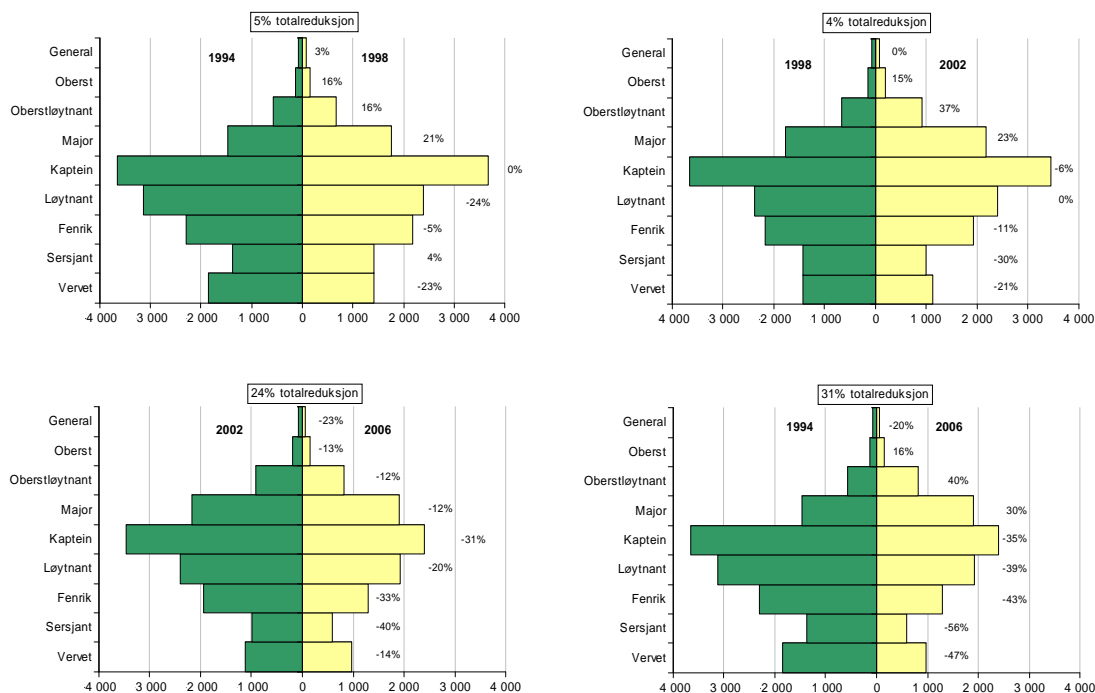 5% totalreduksjon
1994 1998
General 3%
Oberst 16%
Oberstløytnant 16%
Major 21%
Kaptein 0%
Løytnant -24%
Fenrik -5%
Sersjant 4%
Vervet -23%
4 000 3 000 2 000 1 000 0 1 000 2 000 3 000 4 000
4% totalreduksjon
1998 2002
General 0%
Oberst 15%
Oberstløytnant 37%
Major 23%
Kaptein -6%
Løytnant 0%
Fenrik -11%
Sersjant -30%
Vervet -21%
4 000 3 000 2 000 1 000 0 1 000 2 000 3 000 4 000
24% totalreduksjon
2002 2006
General -23%
Oberst -13%
Oberstløytnant -12%
Major -12%
Kaptein -31%
Løytnant -20%
Fenrik -33%
Sersjant -40%
Vervet -14%
4 000 3 000 2 000 1 000 0 1 000 2 000 3 000 4 000
31% totalreduksjon
1994 2006
General -20%
Oberst 16%
Oberstløytnant 40%
Major 30%
Kaptein -35%
Løytnant -39%
Fenrik -43%
Sersjant -56%
Vervet -47%
4 000 3 000 2 000 1 000 0 1 000 2 000 3 000 4 000